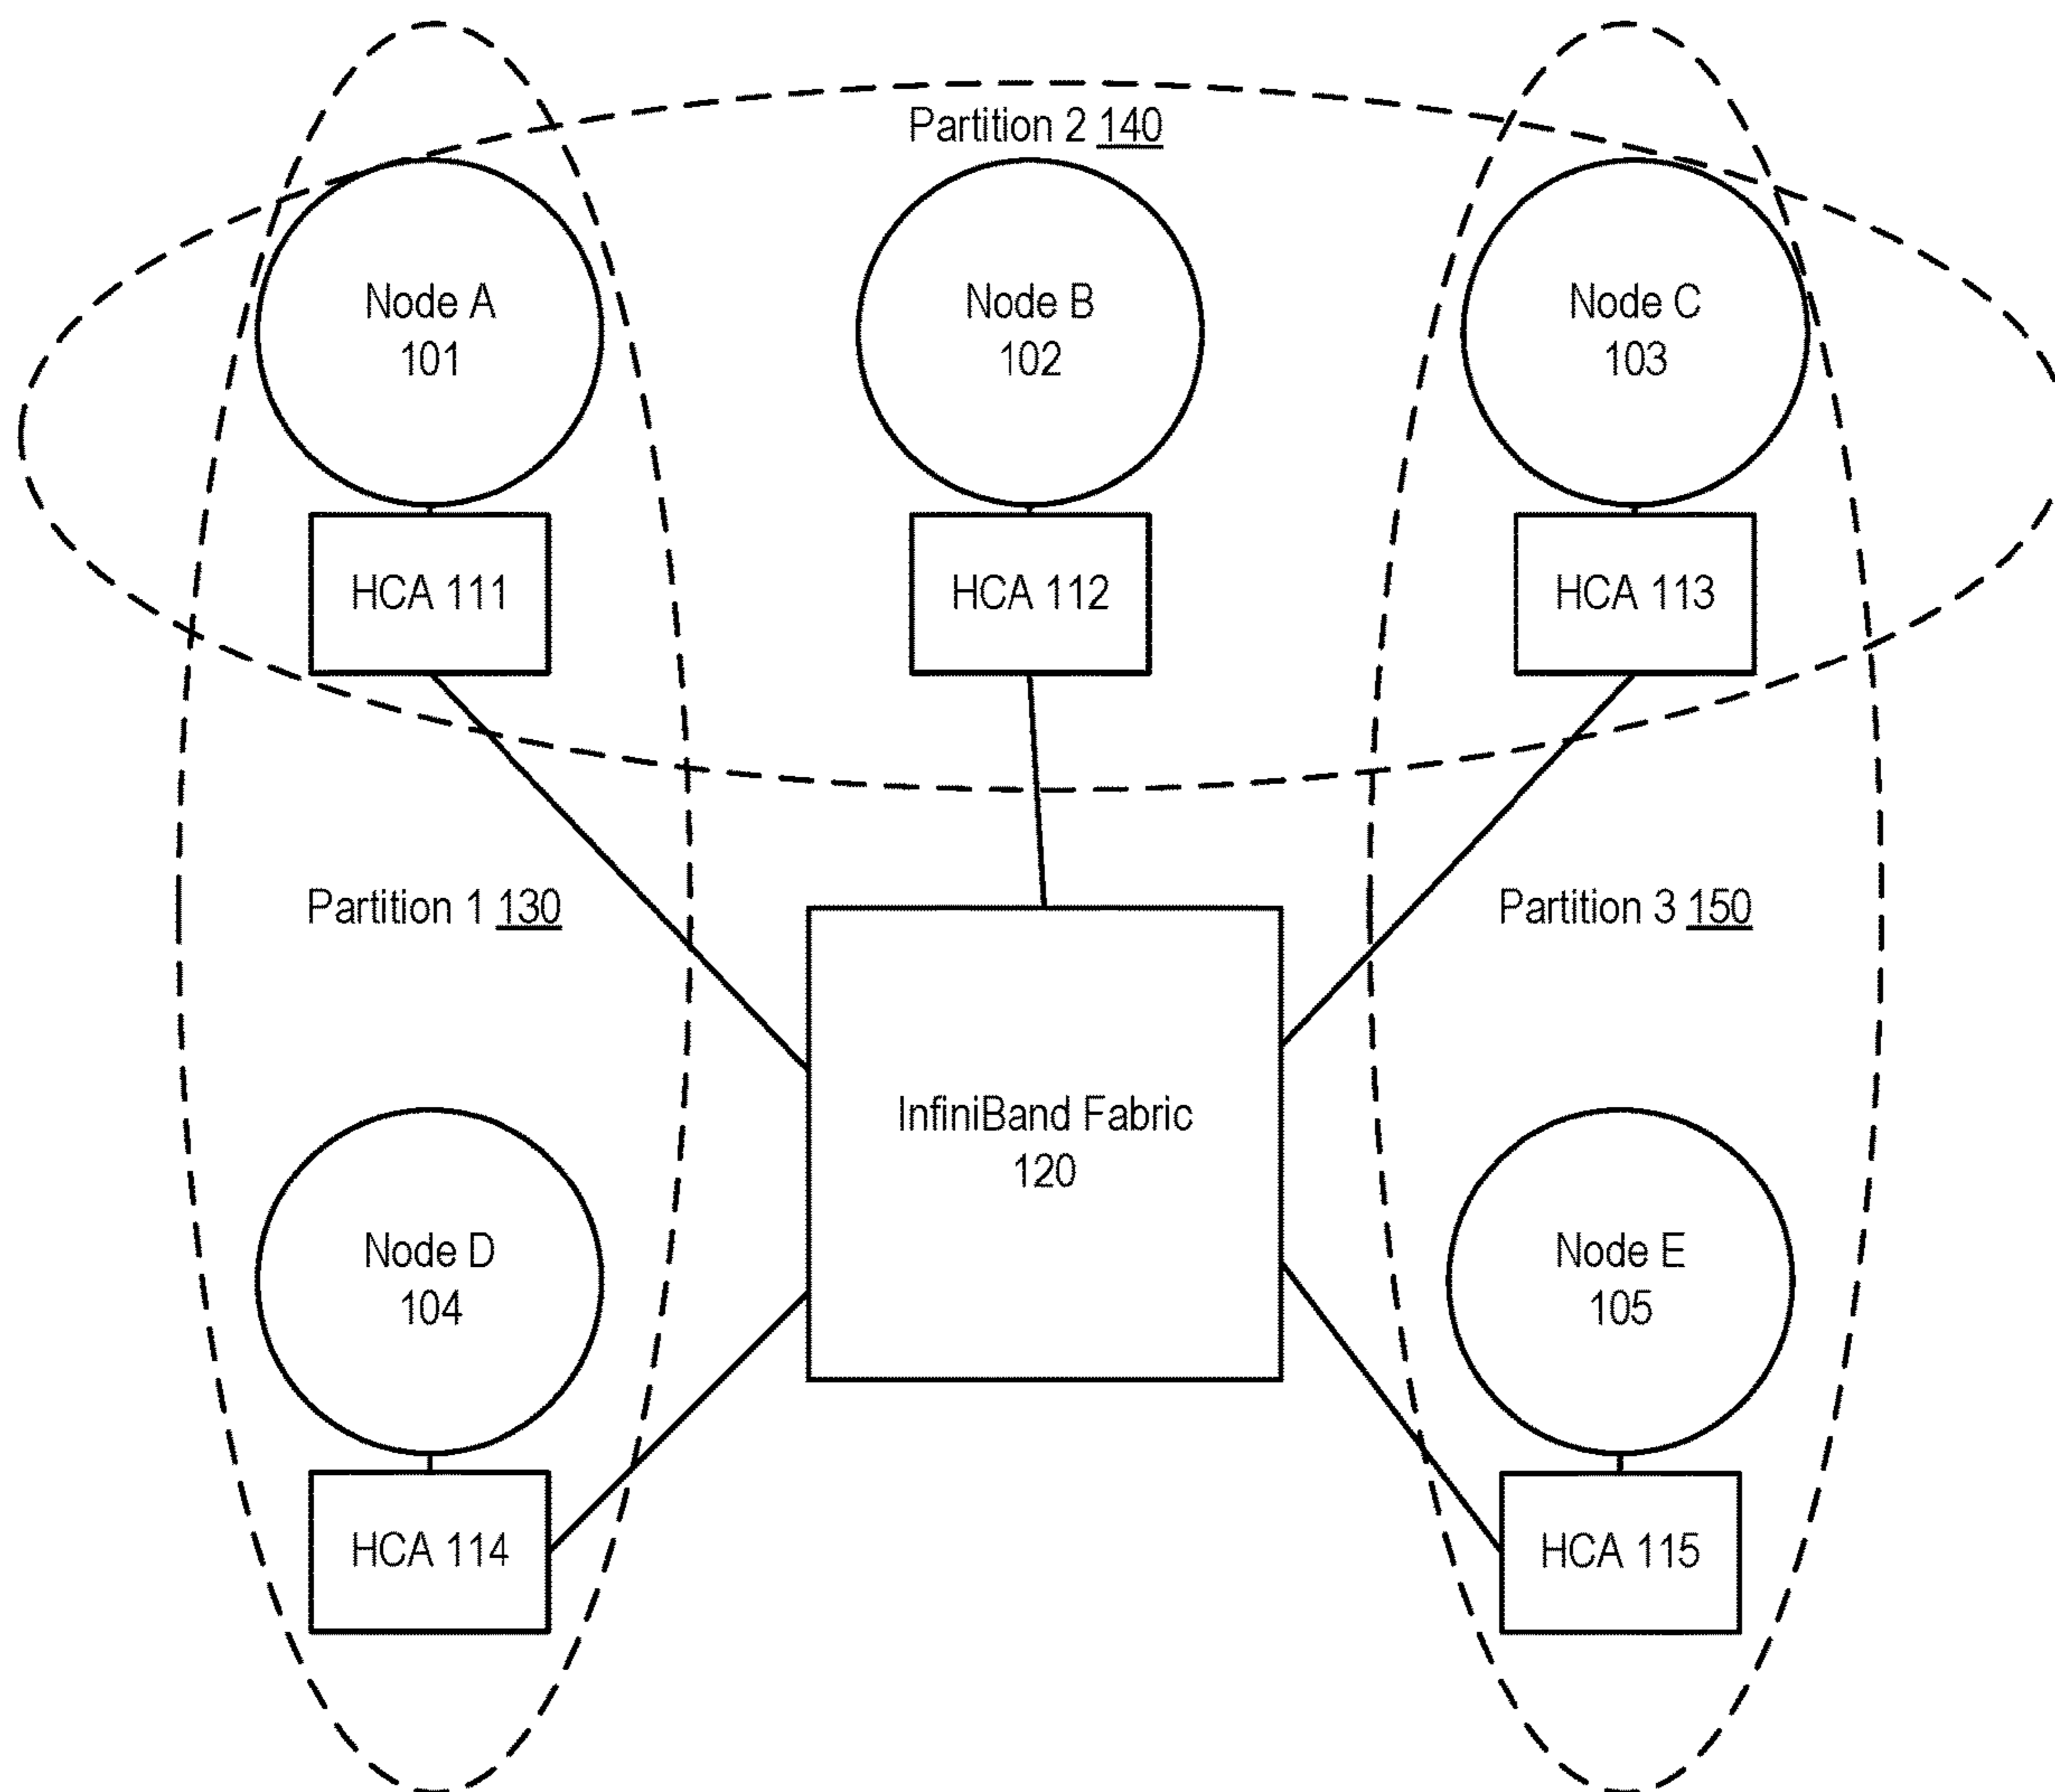 Partition 2 140
Node A
101
Node B
102
Node C
103
HCA 111
HCA 112
HCA 113
Partition 1 130
Partition 3 150
InfiniBand Fabric
120
Node D
104
Node E
105
HCA 114
HCA 115